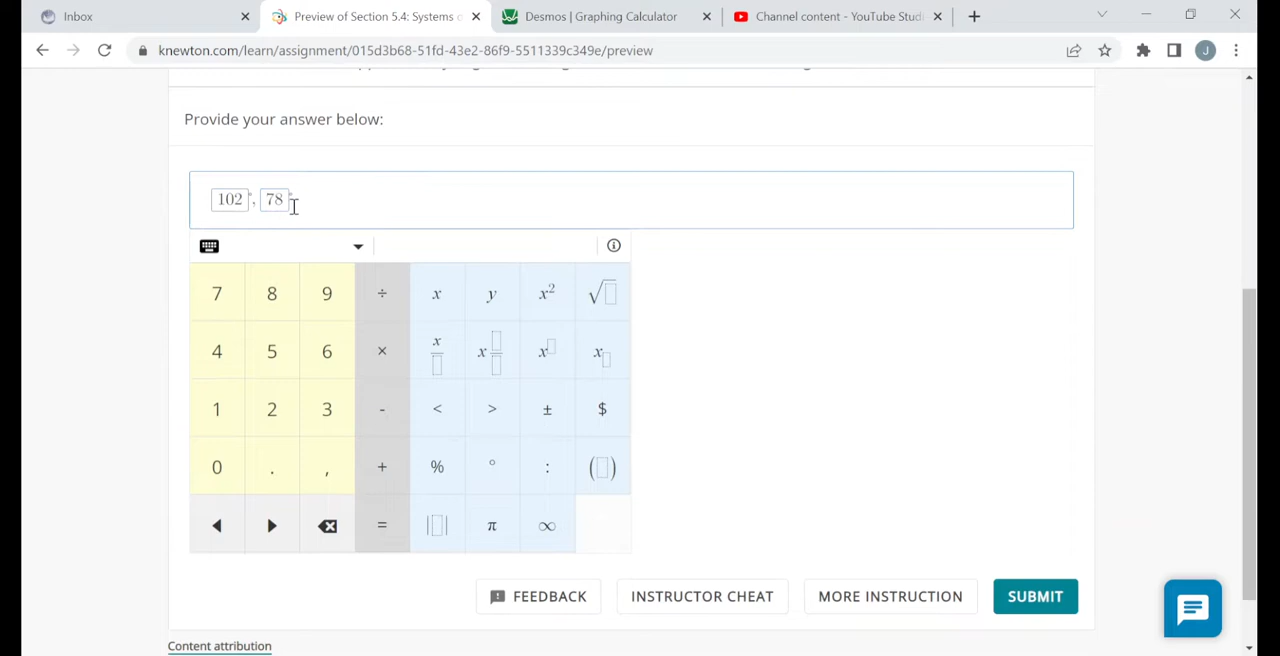 Inbox
Preview of Section 5.4: Systems o
Desmos | Graphing Calculator
Channel content - YouTube Studi
knewton.com/learn/assignment/015d3b68-51fd-43e2-86f9-5511339c349e/preview
J
Provide your answer below:
102°, 78°
7 8 9 ÷ x y x² √
4 5 6 × x x x x
1 2 3 - < > ± $
0 . , + % ° : ()
= || π ∞
FEEDBACK
INSTRUCTOR CHEAT
MORE INSTRUCTION
SUBMIT
Content attribution